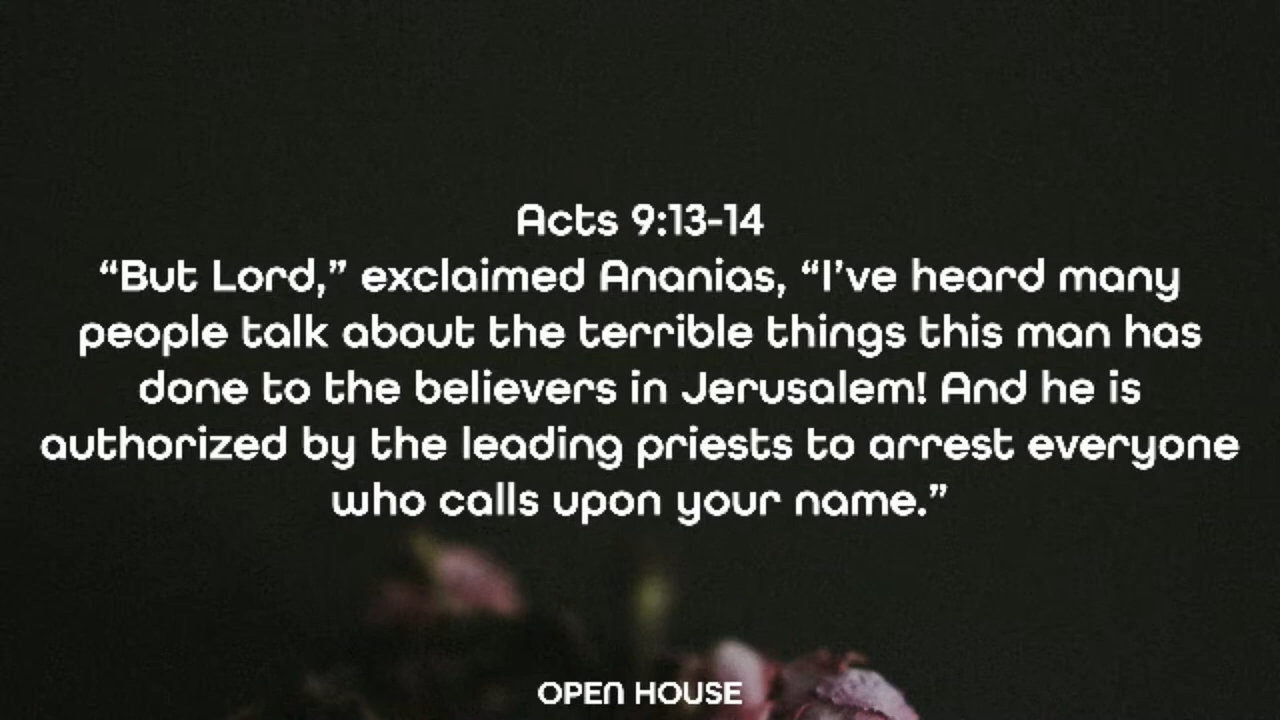 Acts 9:13-14
“But Lord,” exclaimed Ananias, “I’ve heard many
people talk about the terrible things this man has
done to the believers in Jerusalem! And he is
authorized by the leading priests to arrest everyone
who calls upon your name.”
OPEN HOUSE